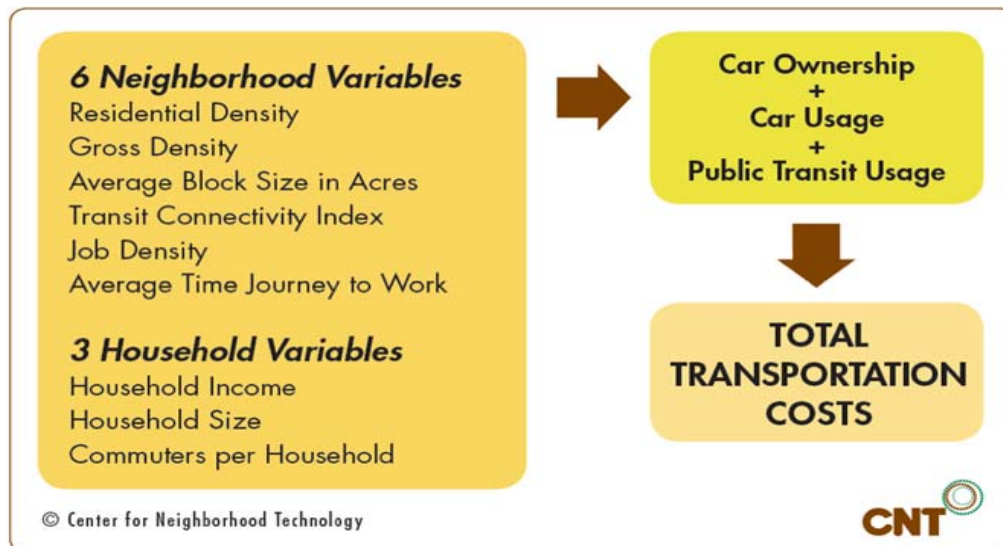 6 Neighborhood Variables
Residential Density
Gross Density
Average Block Size in Acres
Transit Connectivity Index
Job Density
Average Time Journey to Work
3 Household Variables
Household Income
Household Size
Commuters per Household
Car Ownership
+
Car Usage
+
Public Transit Usage
TOTAL
TRANSPORTATION
COSTS
© Center for Neighborhood Technology
CNT